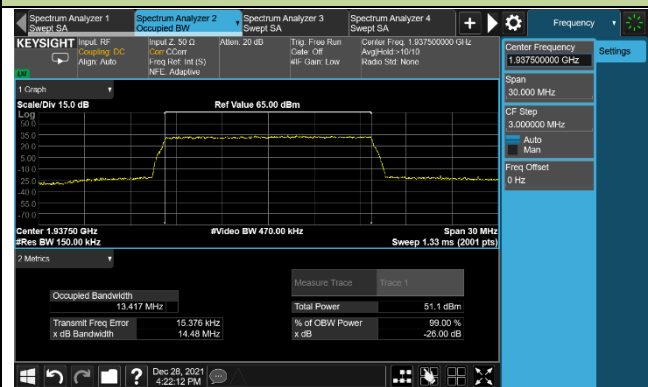 Spectrum Analyzer 1
Swept SA
Spectrum Analyzer 2
Occupied BW
Spectrum Analyzer 3
Swept SA
Spectrum Analyzer 4
Swept SA
Frequency
KEYSIGHT
Input: RF
Coupling: DC
Align: Auto
Input Z: 50 Ω
Corr CCorr
Freq Ref: Int (S)
NFE: Adaptive
Atten: 20 dB
Trig: Free Run
Gate: Off
#IF Gain: Low
Center Freq: 1.937500000 GHz
Avg|Hold:>10/10
Radio Std: None
LXI
Center Frequency
1.937500000 GHz
Settings
Span
30.000 MHz
CF Step
3.000000 MHz
Auto
Man
Freq Offset
0 Hz
1 Graph
Scale/Div 15.0 dB
Ref Value 65.00 dBm
Log
50.0
35.0
20.0
5.00
-10.0
-25.0
-40.0
-55.0
-70.0
Center 1.93750 GHz
#Video BW 470.00 kHz
Span 30 MHz
#Res BW 150.00 kHz
Sweep 1.33 ms (2001 pts)
2 Metrics
Measure Trace
Trace 1
Occupied Bandwidth
13.417 MHz
Total Power
51.1 dBm
Transmit Freq Error
15.376 kHz
% of OBW Power
99.00 %
x dB Bandwidth
14.48 MHz
x dB
-26.00 dB
?
Dec 28, 2021
4:22:12 PM